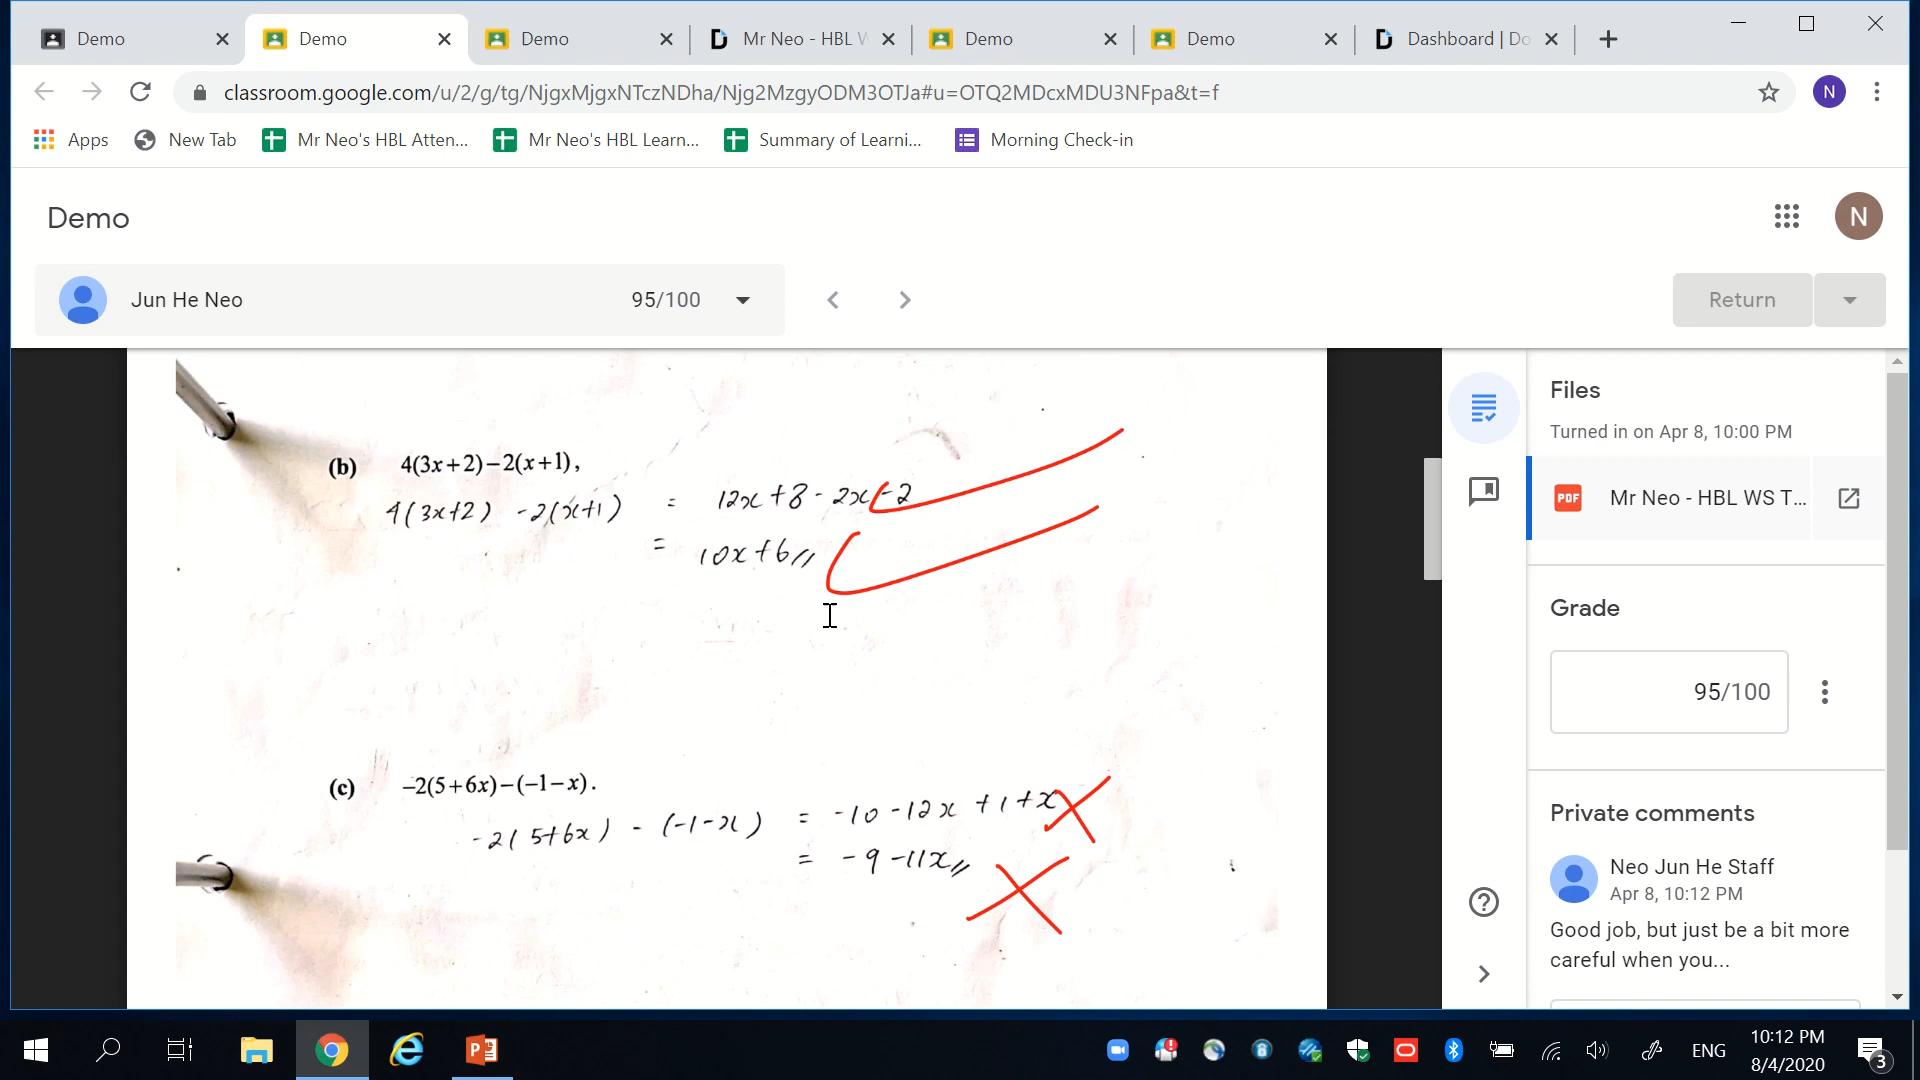 Demo
Demo
Demo
Mr Neo - HBL W
Demo
Demo
Dashboard | Do
classroom.google.com/u/2/g/tg/NjgxMjgxNTczNDha/Njg2MzgyODM3OTJa#u=OTQ2MDcxMDU3NFpa&t=f
N
Apps
New Tab
Mr Neo's HBL Atten...
Mr Neo's HBL Learn...
Summary of Learni...
Morning Check-in
Demo
N
Jun He Neo
95/100
Return
(b) 4(3x+2)−2(x+1),
4(3x+2) -2(x+1) = 12x+8-2x-2
= 10x+6//
(c) −2(5+6x)−(−1−x).
-2(5+6x) - (-1-x) = -10-12x+1+x
= -9-11x//
Files
Turned in on Apr 8, 10:00 PM
PDF
Mr Neo - HBL WS T...
Grade
95/100
Private comments
Neo Jun He Staff
Apr 8, 10:12 PM
Good job, but just be a bit more
careful when you...
ENG
10:12 PM
8/4/2020
3